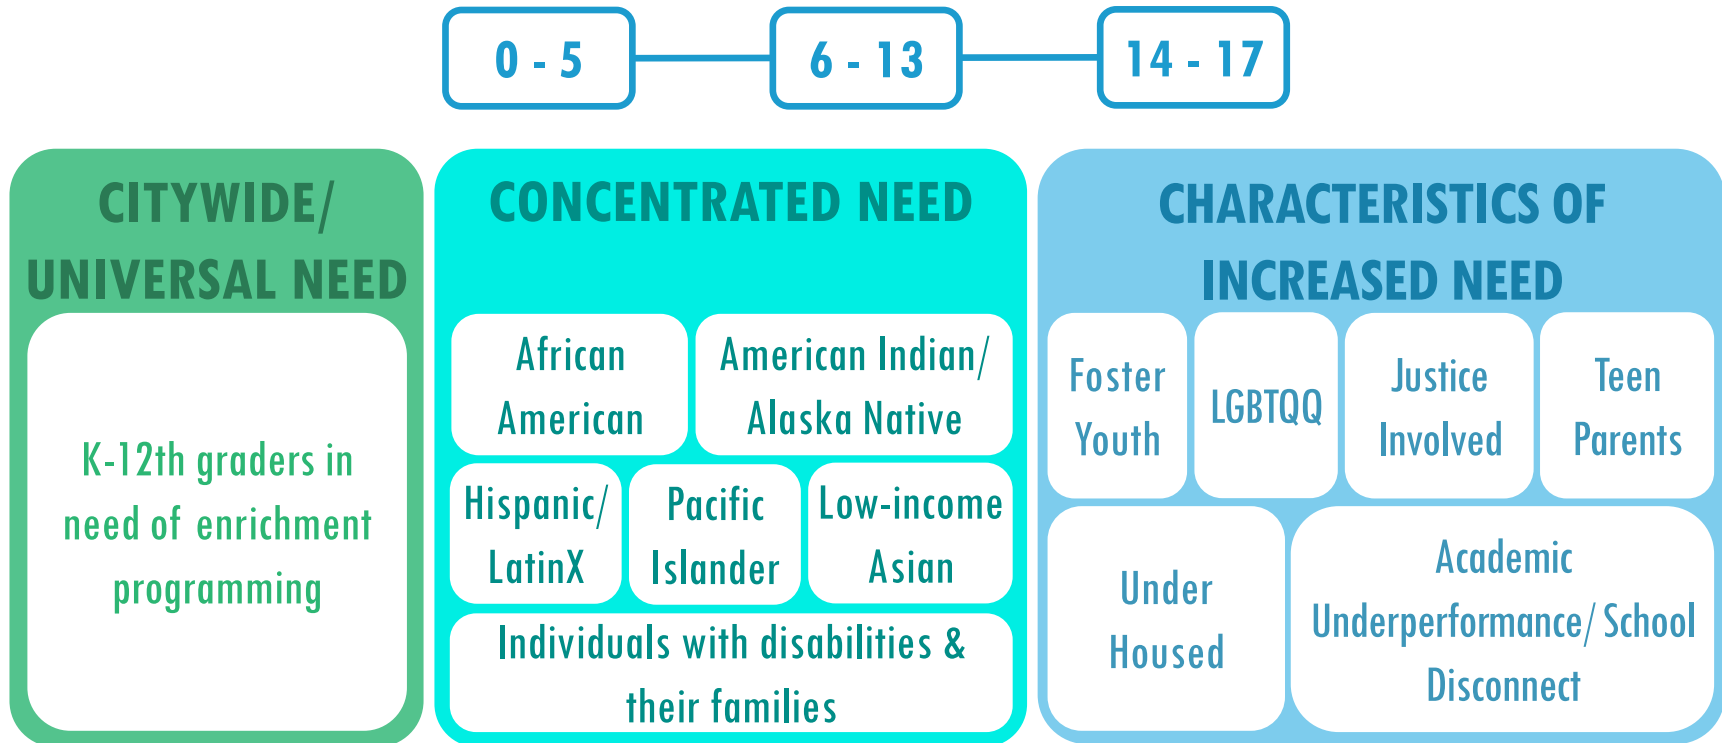 0 - 5
6 - 13
14 - 17
CITYWIDE/
UNIVERSAL NEED
K-12th graders in
need of enrichment
programming
CONCENTRATED NEED
African
American
American Indian/
Alaska Native
Hispanic/
LatinX
Pacific
Islander
Low-income
Asian
Individuals with disabilities &
their families
CHARACTERISTICS OF
INCREASED NEED
Foster
Youth
LGBTQQ
Justice
Involved
Teen
Parents
Under
Housed
Academic
Underperformance/ School
Disconnect